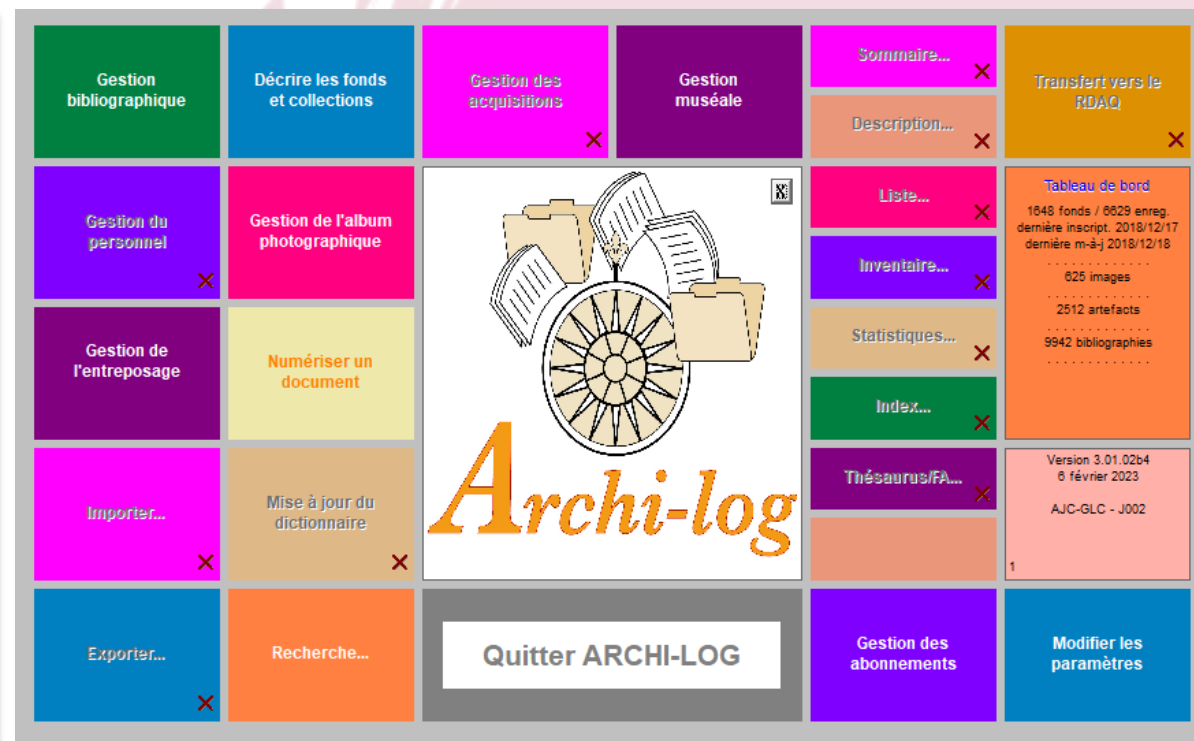 Gestion
bibliographique
Décrire les fonds
et collections
Gestion des
acquisitions
Gestion
muséale
Sommaire...
Description...
Transfert vers le
RDAQ
Gestion du
personnel
Gestion de l'album
photographique
Liste...
Inventaire...
Tableau de bord
1648 fonds / 6629 enreg.
dernière inscript. 2018/12/17
dernière m-à-j 2018/12/18
. . . . . . . . . . . . .
625 images
. . . . . . . . . . . . .
2512 artefacts
. . . . . . . . . . . . .
9942 bibliographies
. . . . . . . . . . . . .
Gestion de
l'entreposage
Numériser un
document
Statistiques...
Index...
Importer...
Mise à jour du
dictionnaire
Archi-log
Thésaurus/FA...
Version 3.01.02b4
6 février 2023
AJC-GLC - J002
1
Exporter...
Recherche...
Quitter ARCHI-LOG
Gestion des
abonnements
Modifier les
paramètres